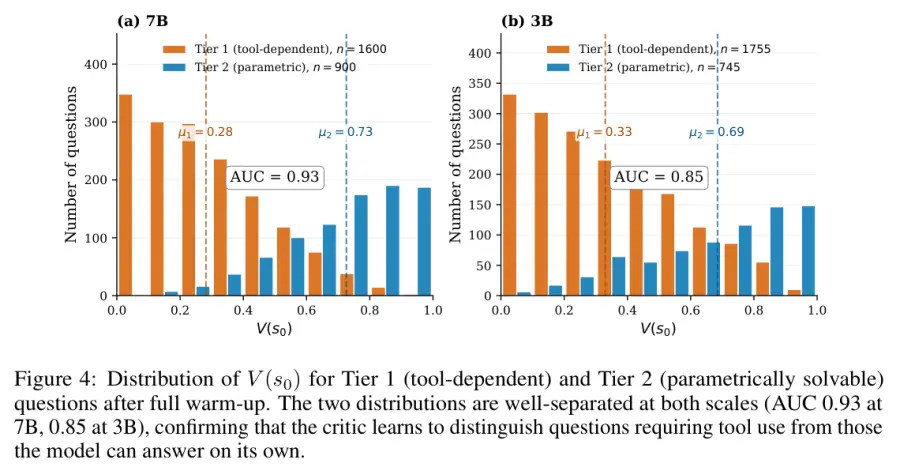 (a) 7B
Tier 1 (tool-dependent), n = 1600
Tier 2 (parametric), n = 900
μ1 = 0.28
μ2 = 0.73
AUC = 0.93
Number of questions
400
300
200
100
0
0.0 0.2 0.4 0.6 0.8 1.0
V(s0)
(b) 3B
Tier 1 (tool-dependent), n = 1755
Tier 2 (parametric), n = 745
μ1 = 0.33
μ2 = 0.69
AUC = 0.85
Number of questions
400
350
300
250
200
150
100
50
0
0.0 0.2 0.4 0.6 0.8 1.0
V(s0)
Figure 4: Distribution of V(s0) for Tier 1 (tool-dependent) and Tier 2 (parametrically solvable)
questions after full warm-up. The two distributions are well-separated at both scales (AUC 0.93 at
7B, 0.85 at 3B), confirming that the critic learns to distinguish questions requiring tool use from those
the model can answer on its own.